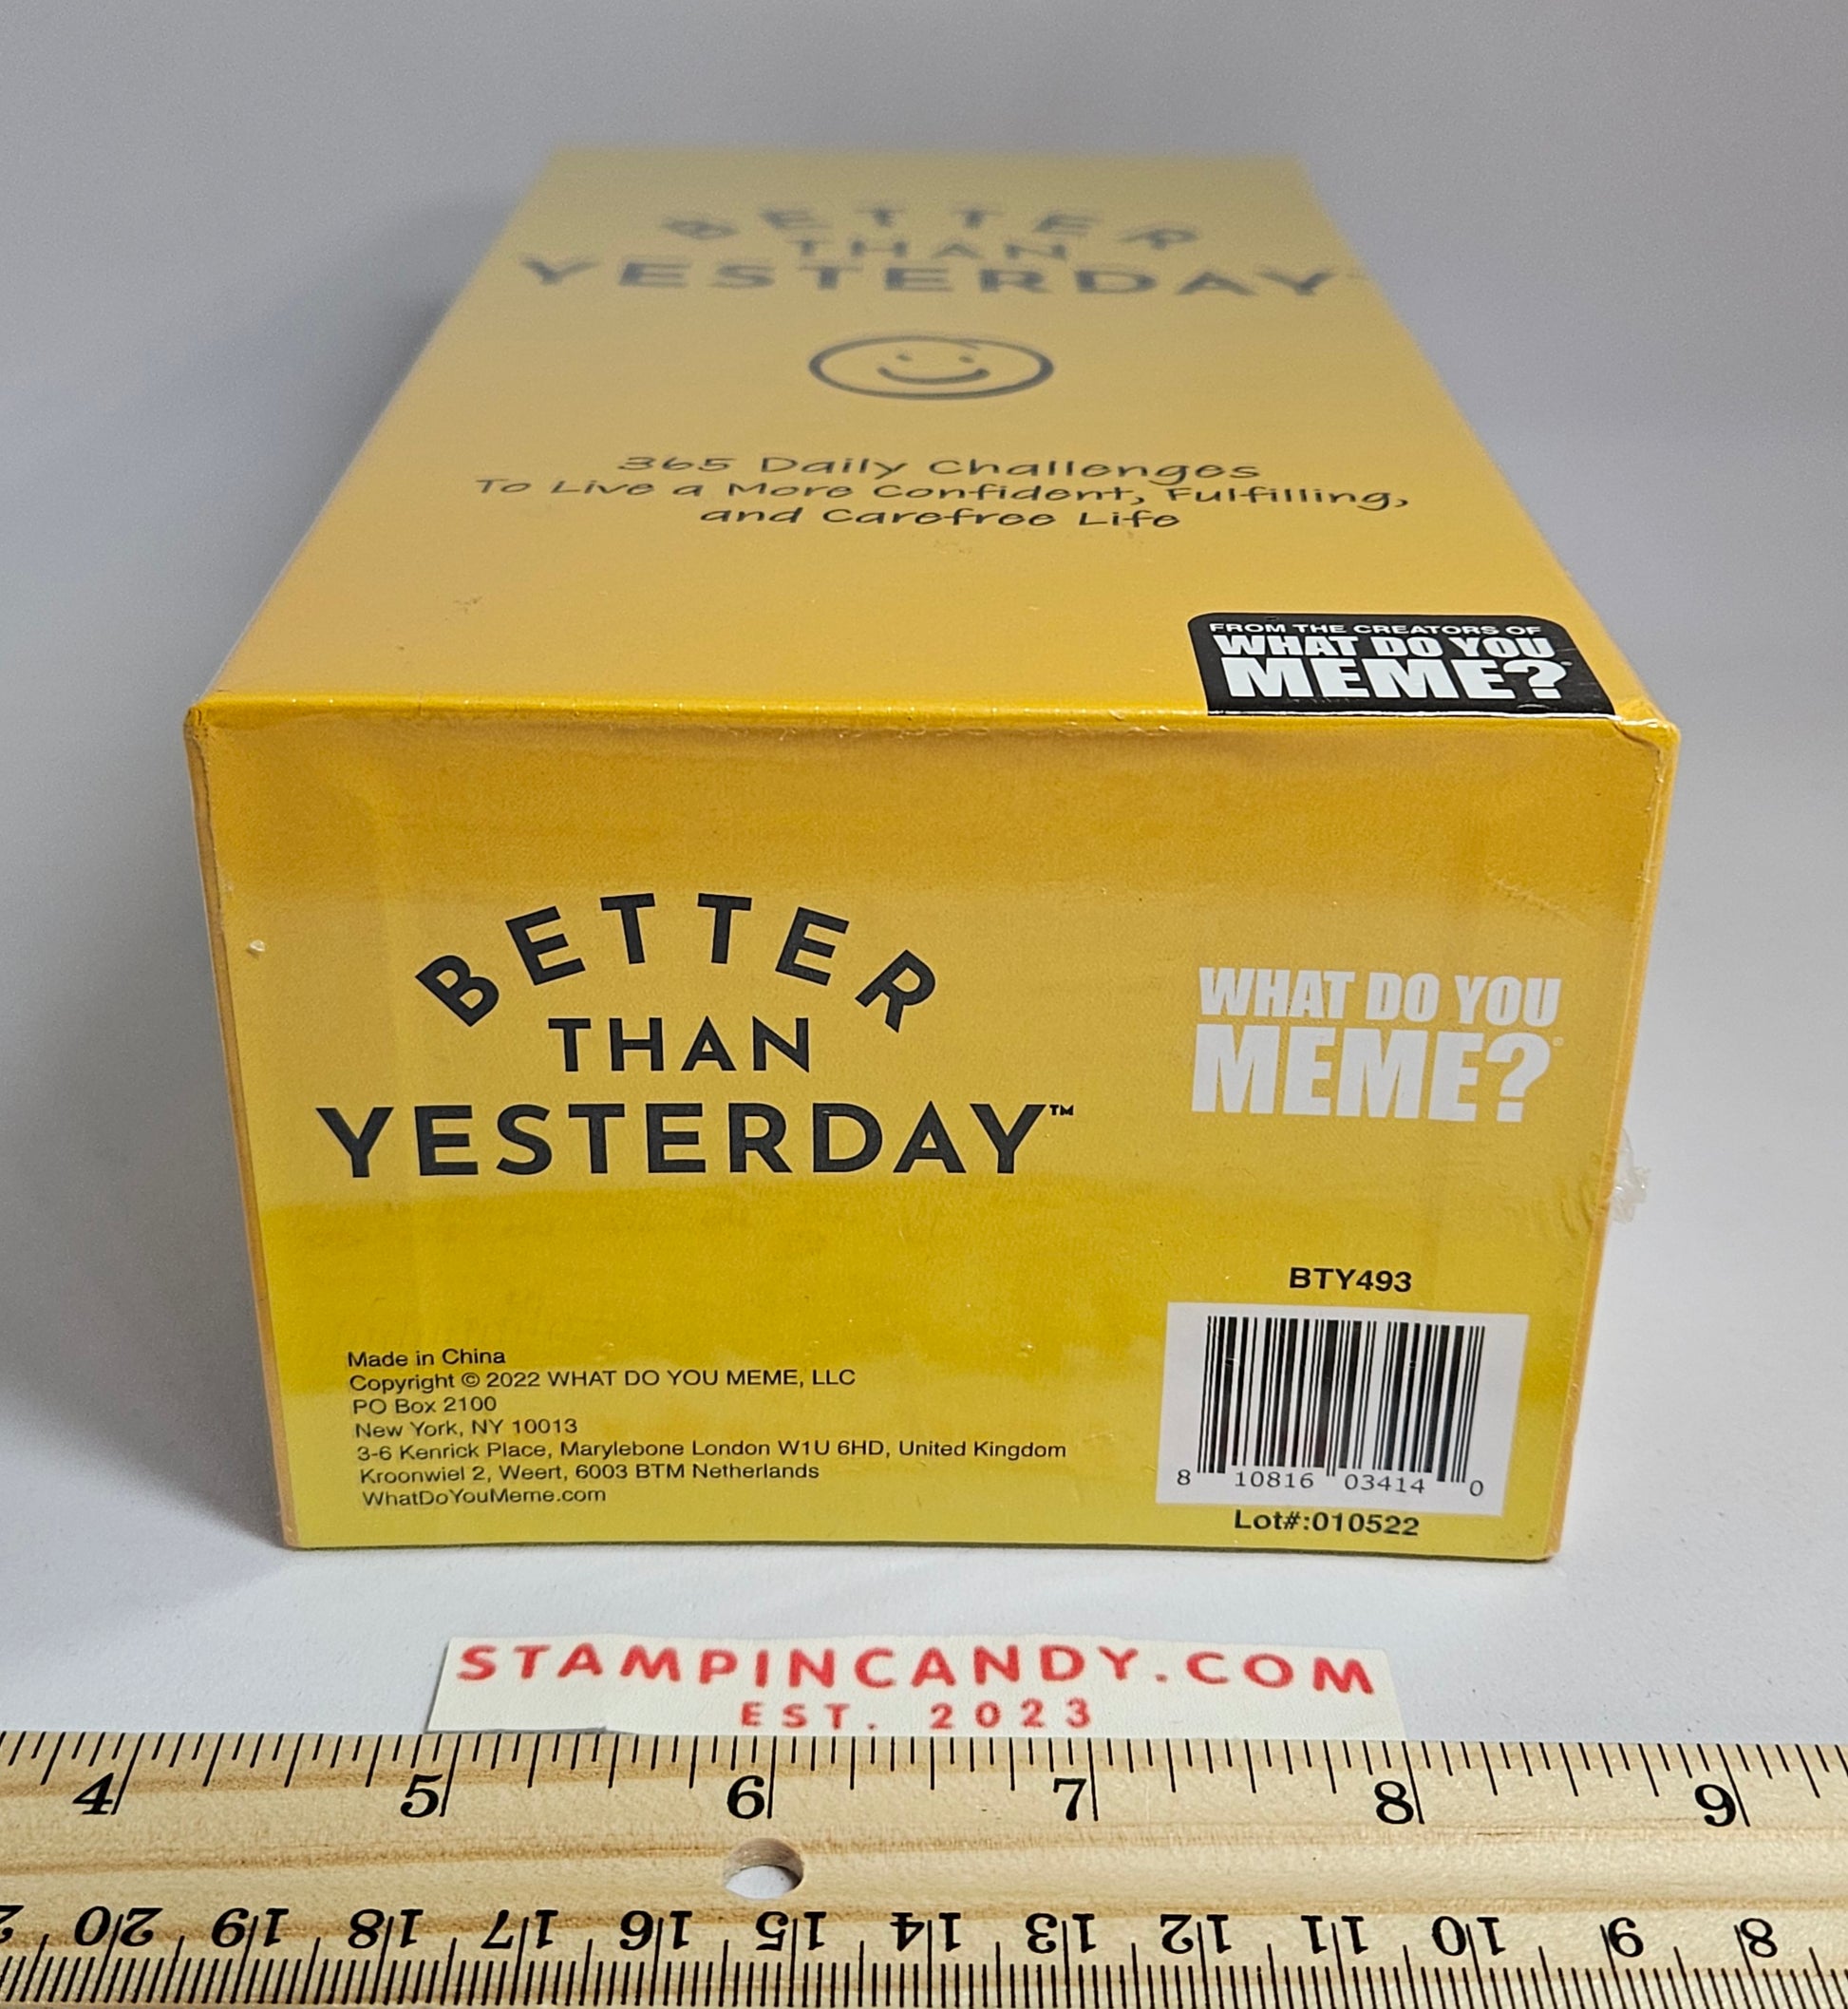 BETTER
THAN
YESTERDAY
365 Daily Challenges
To Live a More Confident, Fulfilling,
and Carefree Life
FROM THE CREATORS OF
WHAT DO YOU
MEME?
BETTER
THAN
YESTERDAY™
WHAT DO YOU
MEME?
BTY493
Made in China
Copyright © 2022 WHAT DO YOU MEME, LLC
PO Box 2100
New York, NY 10013
3-6 Kenrick Place, Marylebone London W1U 6HD, United Kingdom
Kroonwiel 2, Weert, 6003 BTM Netherlands
WhatDoYouMeme.com
8 10816 03414 0
Lot#:010522
STAMPINCANDY.COM
EST. 2023
4 5 6 7 8 9
20 19 18 17 16 15 14 13 12 11 10 9 8